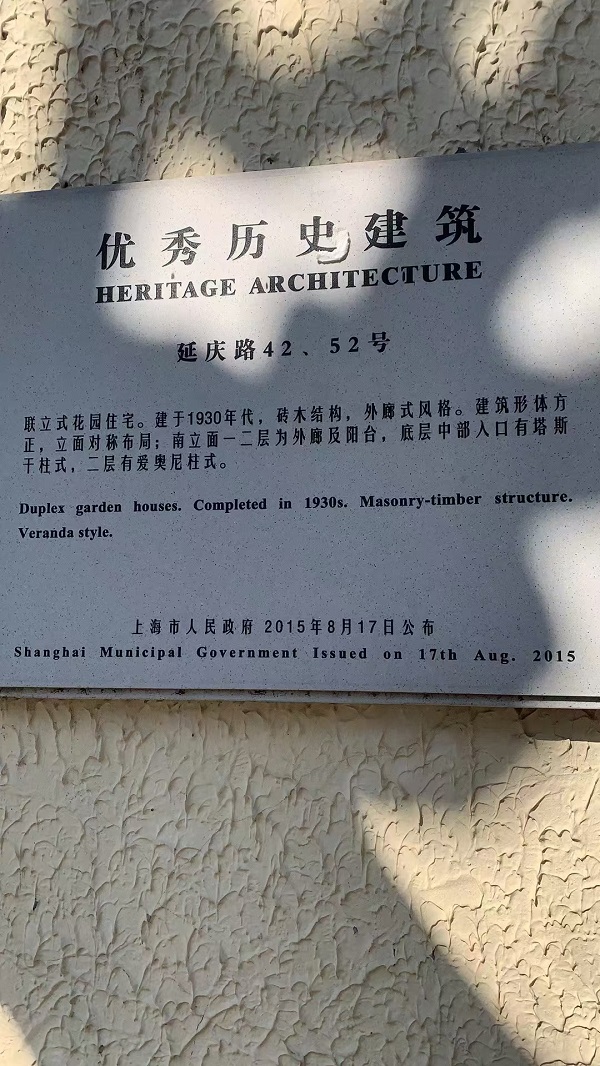 优秀历史建筑
HERITAGE ARCHITECTURE
延庆路42、52号
联立式花园住宅。建于1930年代，砖木结构，外廊式风格。建筑形体方
正，立面对称布局；南立面一二层为外廊及阳台，底层中部入口有塔斯
干柱式，二层有爱奥尼柱式。
Duplex garden houses. Completed in 1930s. Masonry-timber structure.
Veranda style.
上海市人民政府 2015年8月17日公布
Shanghai Municipal Government Issued on 17th Aug. 2015